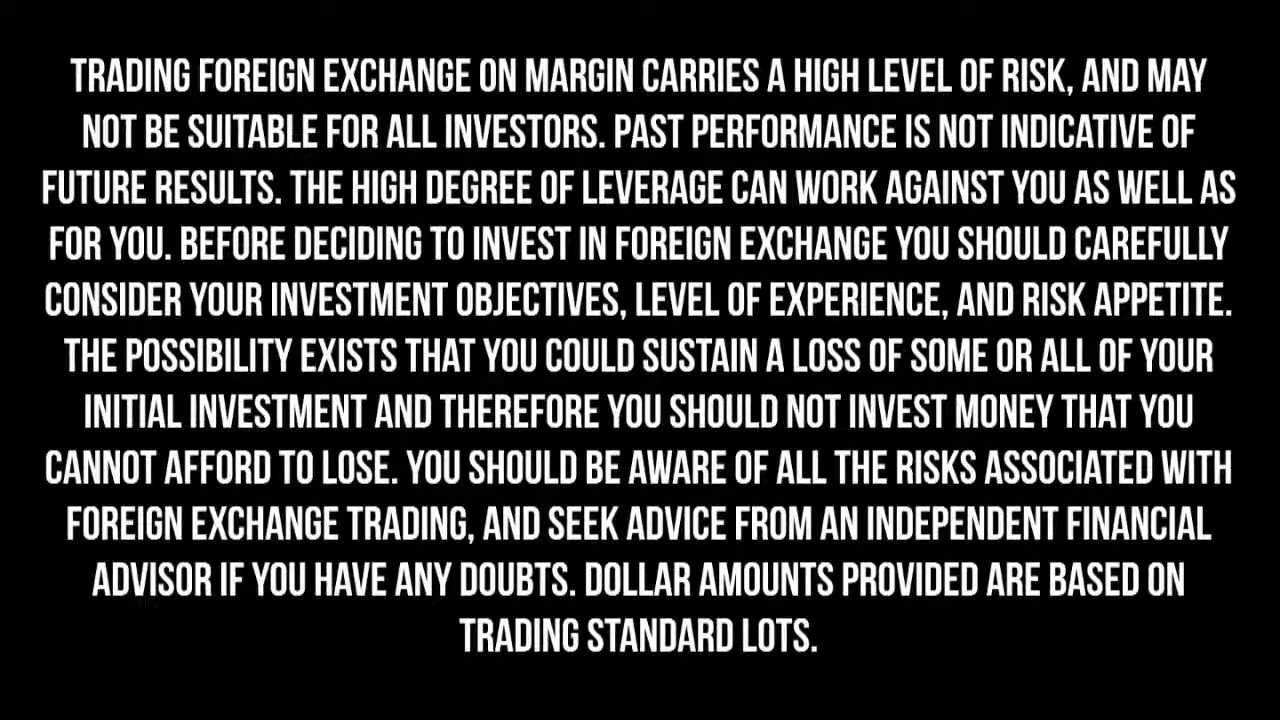 TRADING FOREIGN EXCHANGE ON MARGIN CARRIES A HIGH LEVEL OF RISK, AND MAY
NOT BE SUITABLE FOR ALL INVESTORS. PAST PERFORMANCE IS NOT INDICATIVE OF
FUTURE RESULTS. THE HIGH DEGREE OF LEVERAGE CAN WORK AGAINST YOU AS WELL AS
FOR YOU. BEFORE DECIDING TO INVEST IN FOREIGN EXCHANGE YOU SHOULD CAREFULLY
CONSIDER YOUR INVESTMENT OBJECTIVES, LEVEL OF EXPERIENCE, AND RISK APPETITE.
THE POSSIBILITY EXISTS THAT YOU COULD SUSTAIN A LOSS OF SOME OR ALL OF YOUR
INITIAL INVESTMENT AND THEREFORE YOU SHOULD NOT INVEST MONEY THAT YOU
CANNOT AFFORD TO LOSE. YOU SHOULD BE AWARE OF ALL THE RISKS ASSOCIATED WITH
FOREIGN EXCHANGE TRADING, AND SEEK ADVICE FROM AN INDEPENDENT FINANCIAL
ADVISOR IF YOU HAVE ANY DOUBTS. DOLLAR AMOUNTS PROVIDED ARE BASED ON
TRADING STANDARD LOTS.